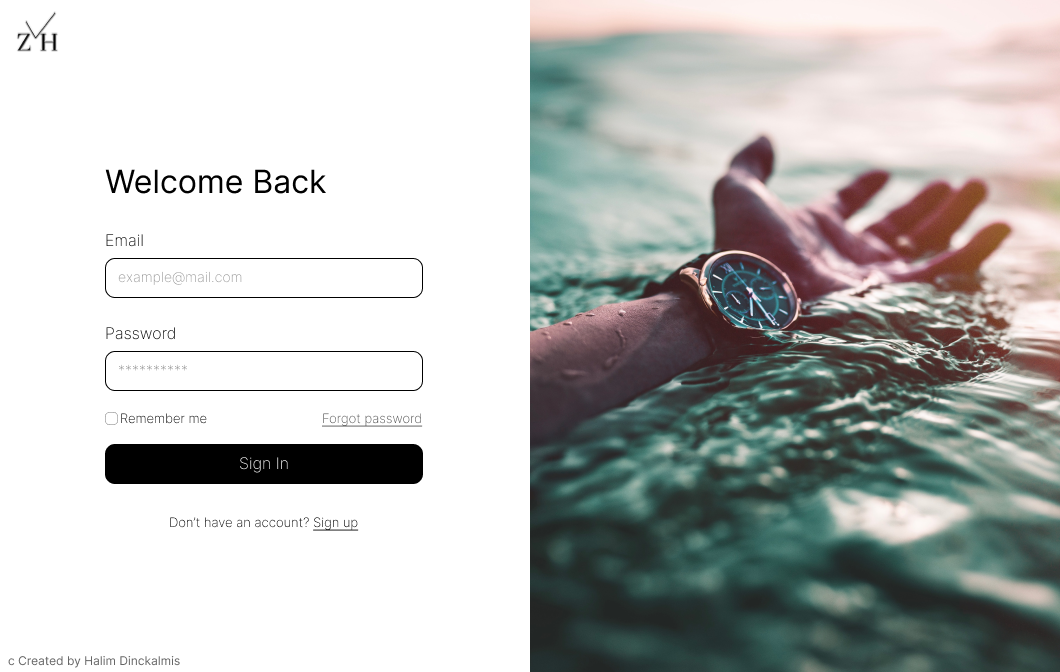 ZH
Welcome Back
Email
example@mail.com
Password
**********
Remember me
Forgot password
Sign In
Don't have an account? Sign up
c Created by Halim Dinckalmis